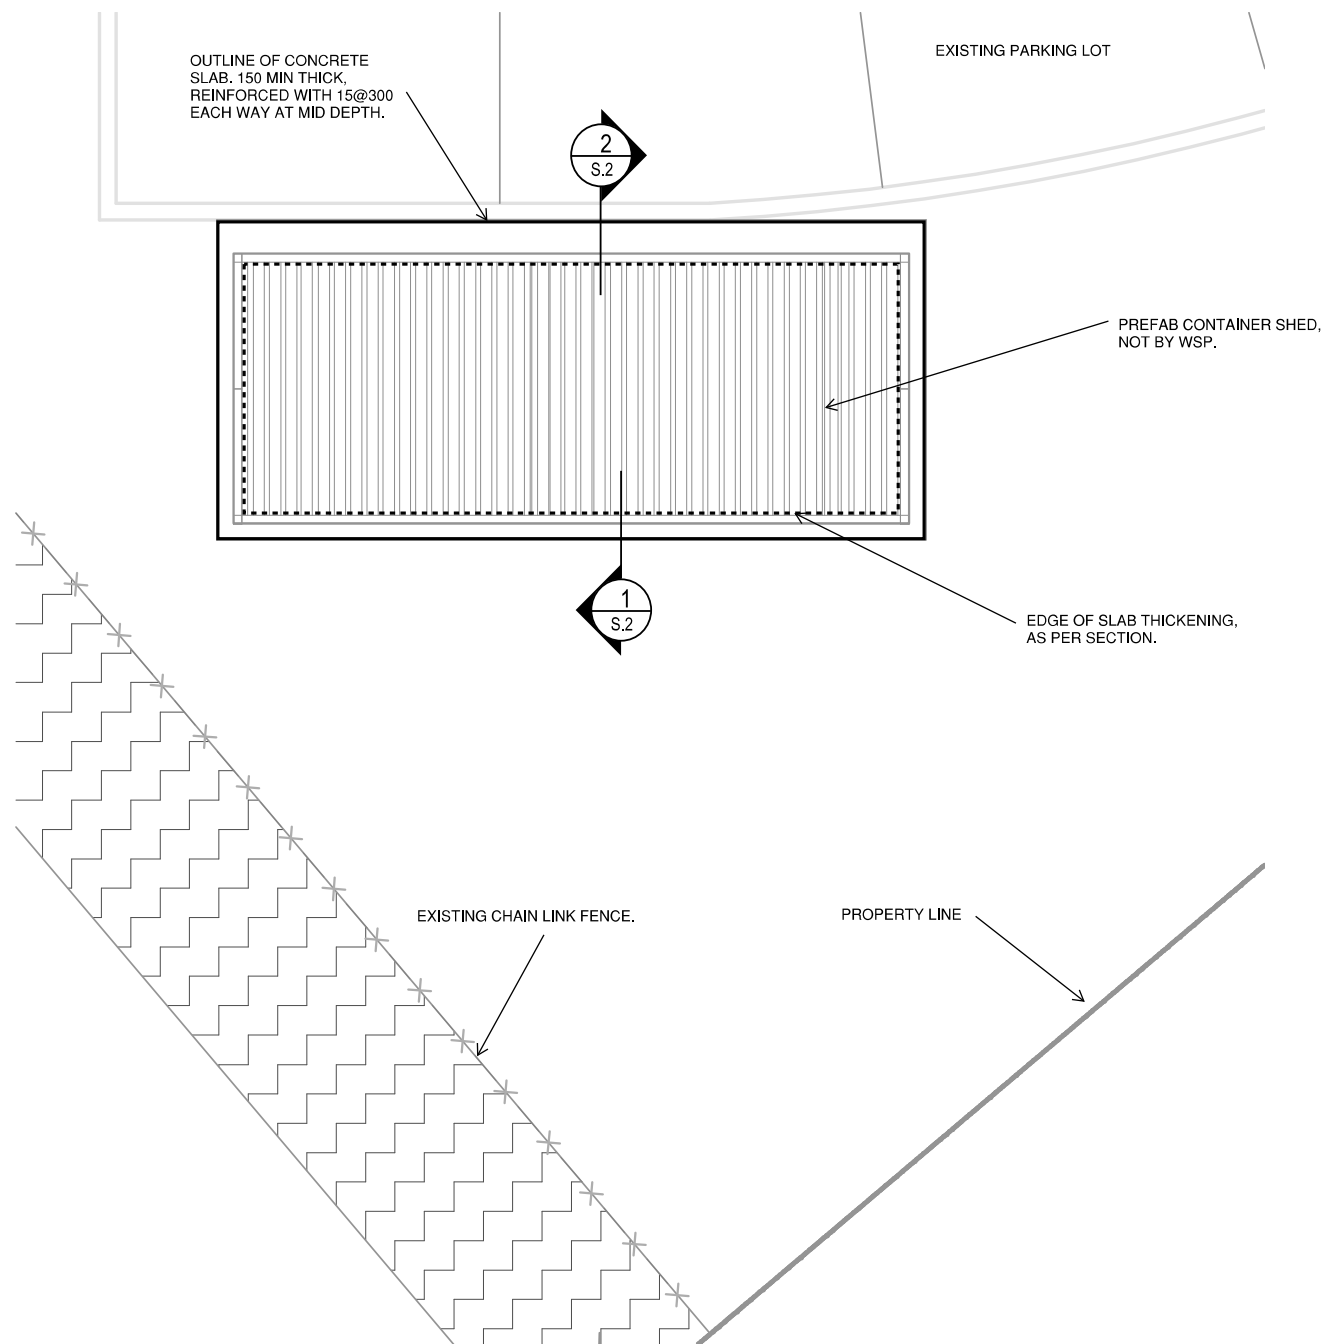 OUTLINE OF CONCRETE
SLAB. 150 MIN THICK,
REINFORCED WITH 15@300
EACH WAY AT MID DEPTH.
EXISTING PARKING LOT
2
S.2
PREFAB CONTAINER SHED,
NOT BY WSP.
1
S.2
EDGE OF SLAB THICKENING,
AS PER SECTION.
EXISTING CHAIN LINK FENCE.
PROPERTY LINE